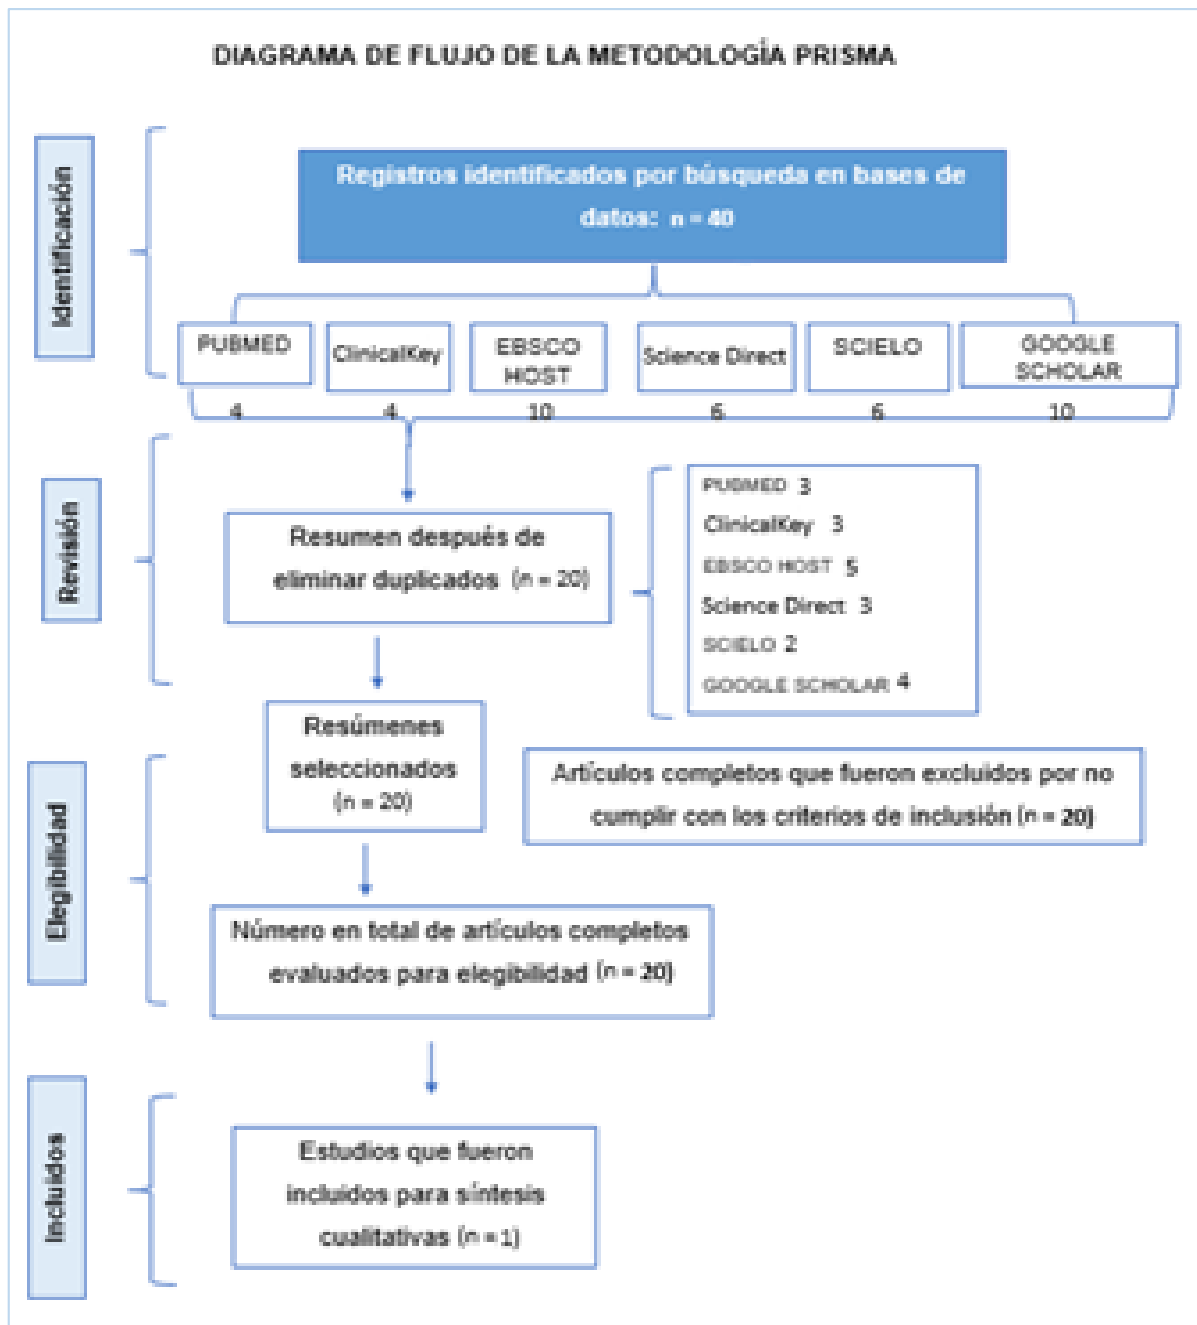 DIAGRAMA DE FLUJO DE LA METODOLOGÍA PRISMA
Identificación
Registros identificados por búsqueda en bases de
datos: n = 40
PUBMED
ClinicalKey
EBSCO
HOST
Science Direct
SCIELO
GOOGLE
SCHOLAR
4
4
10
6
6
10
Revisión
Resumen después de
eliminar duplicados (n = 20)
PUBMED 3
ClinicalKey 3
EBSCO HOST 5
Science Direct 3
SCIELO 2
GOOGLE SCHOLAR 4
Elegibilidad
Resúmenes
seleccionados
(n = 20)
Artículos completos que fueron excluidos por no
cumplir con los criterios de inclusión (n = 20)
Número en total de artículos completos
evaluados para elegibilidad (n = 20)
Incluidos
Estudios que fueron
incluidos para síntesis
cualitativas (n = 1)